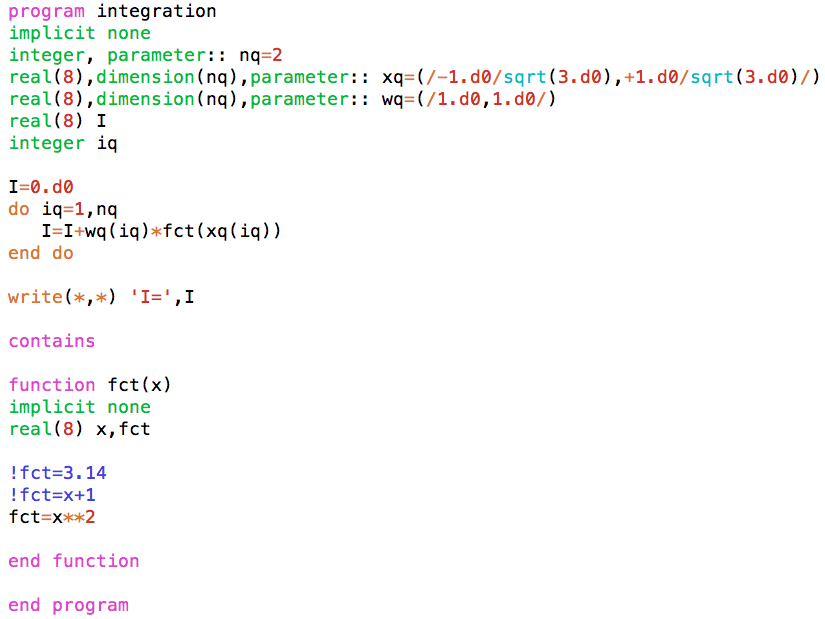 program integration
implicit none
integer, parameter:: nq=2
real(8),dimension(nq),parameter:: xq=(/-1.d0/sqrt(3.d0),+1.d0/sqrt(3.d0)/)
real(8),dimension(nq),parameter:: wq=(/1.d0,1.d0/)
real(8) I
integer iq

I=0.d0
do iq=1,nq
   I=I+wq(iq)*fct(xq(iq))
end do

write(*,*) 'I=',I

contains

function fct(x)
implicit none
real(8) x,fct

!fct=3.14
!fct=x+1
fct=x**2

end function

end program